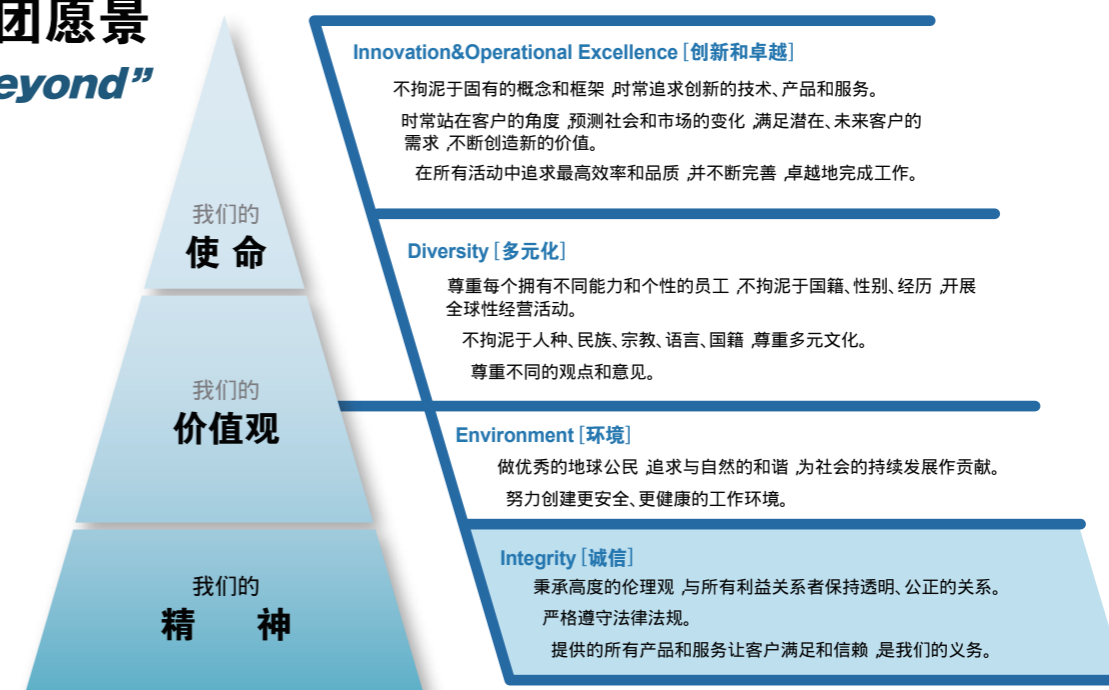 团愿景
eyond”
我们的
使 命
我们的
价值观
我们的
精 神
Innovation&Operational Excellence [创新和卓越]
不拘泥于固有的概念和框架，时常追求创新的技术、产品和服务。
时常站在客户的角度，预测社会和市场的变化，满足潜在、未来客户的
需求，不断创造新的价值。
在所有活动中追求最高效率和品质，并不断完善，卓越地完成工作。
Diversity [多元化]
尊重每个拥有不同能力和个性的员工，不拘泥于国籍、性别、经历，开展
全球性经营活动。
不拘泥于人种、民族、宗教、语言、国籍，尊重多元文化。
尊重不同的观点和意见。
Environment [环境]
做优秀的地球公民，追求与自然的和谐，为社会的持续发展作贡献。
努力创建更安全、更健康的工作环境。
Integrity [诚信]
秉承高度的伦理观，与所有利益关系者保持透明、公正的关系。
严格遵守法律法规。
提供的所有产品和服务让客户满足和信赖，是我们的义务。